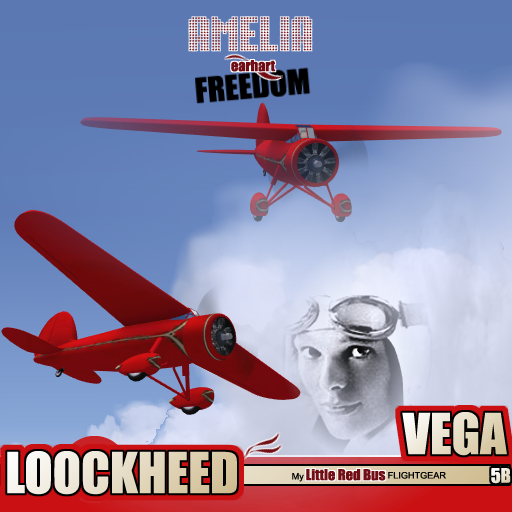 AMELIA
earhart
FREEDOM
VEGA
LOOCKHEED
My Little Red Bus FLIGHTGEAR
5B